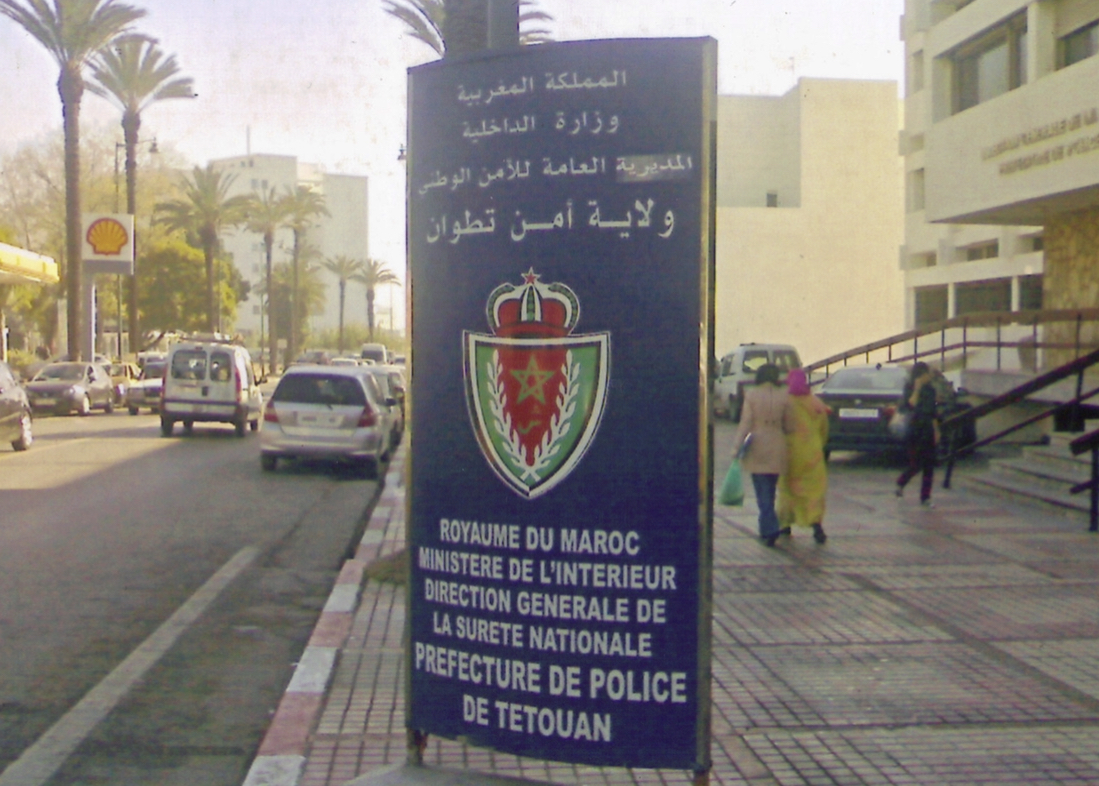 المملكة المغربية
وزارة الداخلية
المديرية العامة للأمن الوطني
ولاية أمن تطوان
ROYAUME DU MAROC
MINISTERE DE L'INTERIEUR
DIRECTION GENERALE DE
LA SURETE NATIONALE
PREFECTURE DE POLICE
DE TETOUAN